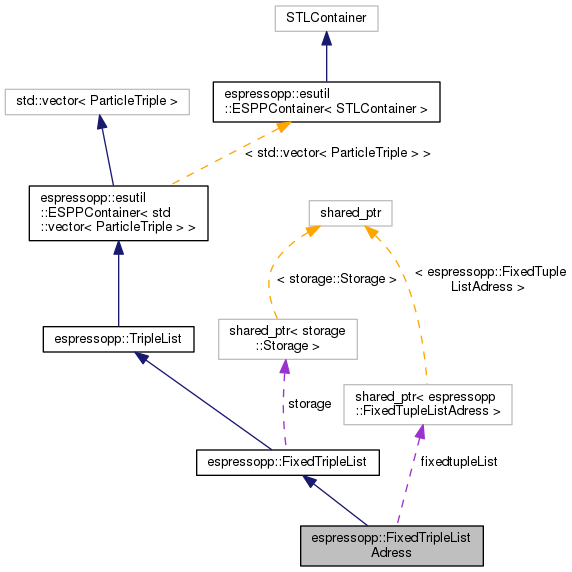 STLContainer
std::vector< ParticleTriple >
espressopp::esutil
::ESPPContainer< STLContainer >
< std::vector< ParticleTriple > >
espressopp::esutil
::ESPPContainer< std
::vector< ParticleTriple > >
shared_ptr
< storage::Storage >
< espressopp::FixedTuple
ListAdress >
espressopp::TripleList
shared_ptr< storage
::Storage >
shared_ptr< espressopp
::FixedTupleListAdress >
storage
espressopp::FixedTripleList
fixedtupleList
espressopp::FixedTripleList
Adress